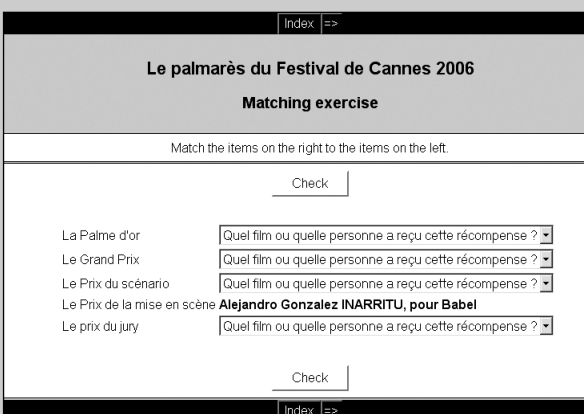 Index =>
Le palmarès du Festival de Cannes 2006
Matching exercise
Match the items on the right to the items on the left.
Check
La Palme d'or Quel film ou quelle personne a reçu cette récompense ?
Le Grand Prix Quel film ou quelle personne a reçu cette récompense ?
Le Prix du scénario Quel film ou quelle personne a reçu cette récompense ?
Le Prix de la mise en scène Alejandro Gonzalez INARRITU, pour Babel
Le prix du jury Quel film ou quelle personne a reçu cette récompense ?
Check
Index =>